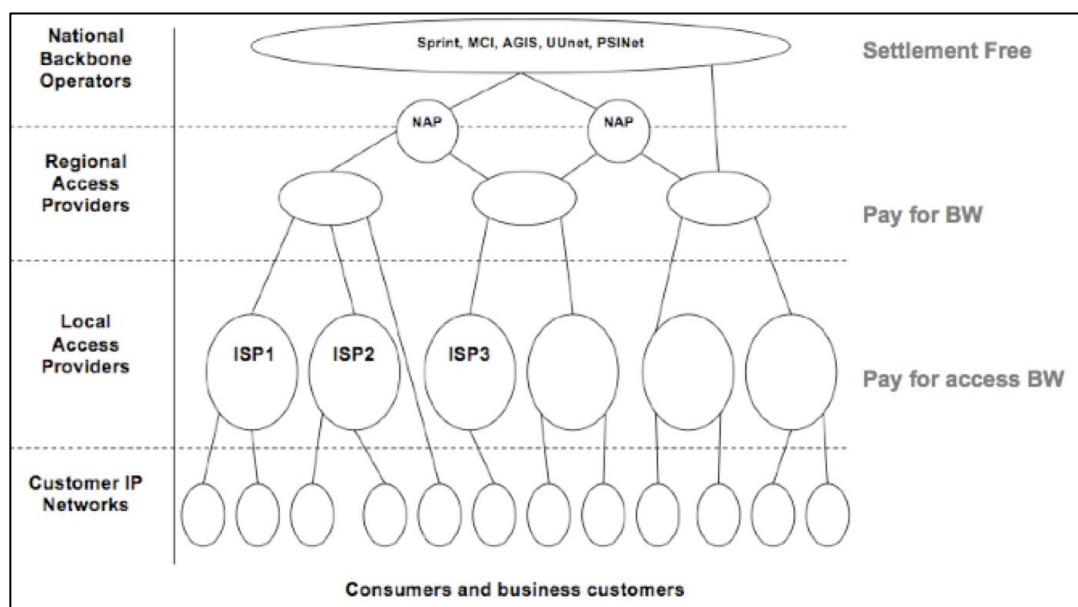 National
Backbone
Operators
Sprint, MCI, AGIS, UUnet, PSINet
Settlement Free
NAP
NAP
Regional
Access
Providers
Pay for BW
Local
Access
Providers
ISP1
ISP2
ISP3
Pay for access BW
Customer IP
Networks
Consumers and business customers